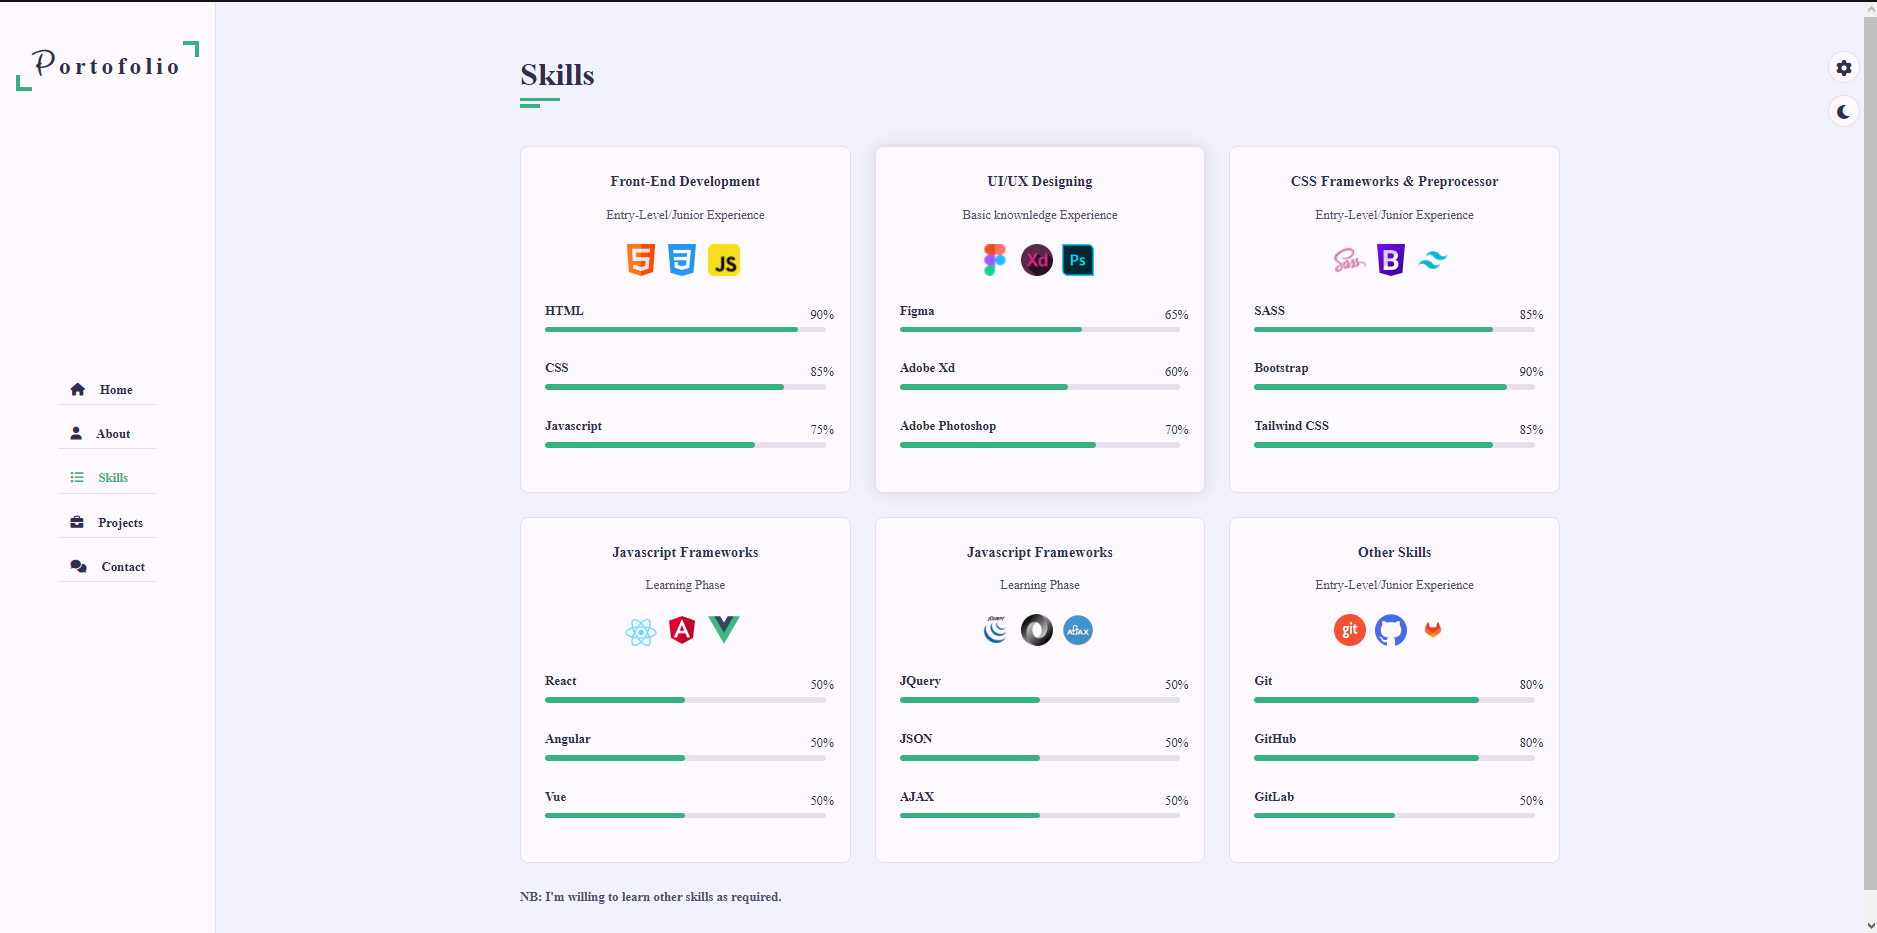 Portofolio
Home
About
Skills
Projects
Contact
Skills
Front-End Development
Entry-Level/Junior Experience
JS
HTML 90%
CSS 85%
Javascript 75%
UI/UX Designing
Basic knownledge Experience
Xd Ps
Figma 65%
Adobe Xd 60%
Adobe Photoshop 70%
CSS Frameworks & Preprocessor
Entry-Level/Junior Experience
Sass B
SASS 85%
Bootstrap 90%
Tailwind CSS 85%
Javascript Frameworks
Learning Phase
A
React 50%
Angular 50%
Vue 50%
Javascript Frameworks
Learning Phase
jQuery AJAX
JQuery 50%
JSON 50%
AJAX 50%
Other Skills
Entry-Level/Junior Experience
git
Git 80%
GitHub 80%
GitLab 50%
NB: I'm willing to learn other skills as required.